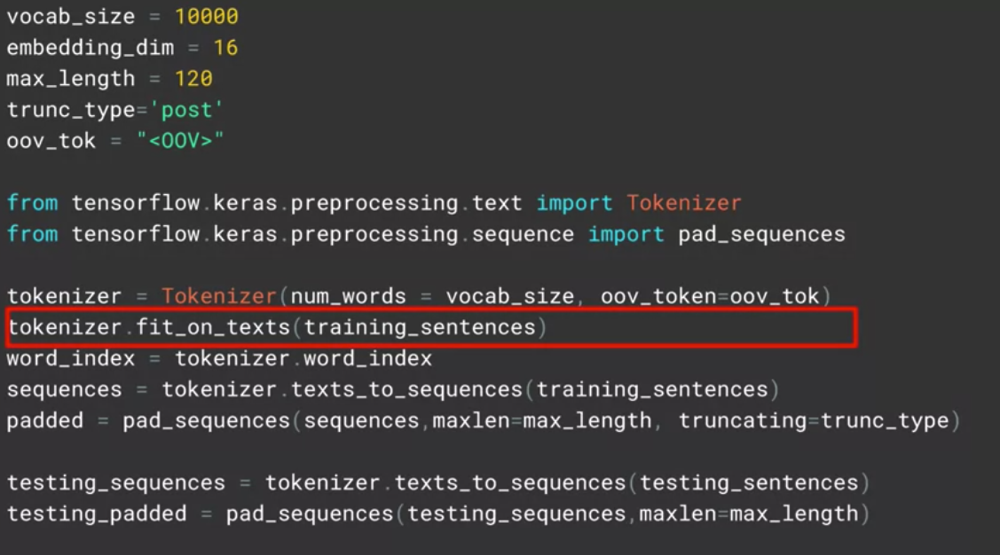 vocab_size = 10000
embedding_dim = 16
max_length = 120
trunc_type='post'
oov_tok = "<OOV>"
from tensorflow.keras.preprocessing.text import Tokenizer
from tensorflow.keras.preprocessing.sequence import pad_sequences
tokenizer = Tokenizer(num_words = vocab_size, oov_token=oov_tok)
tokenizer.fit_on_texts(training_sentences)
word_index = tokenizer.word_index
sequences = tokenizer.texts_to_sequences(training_sentences)
padded = pad_sequences(sequences,maxlen=max_length, truncating=trunc_type)
testing_sequences = tokenizer.texts_to_sequences(testing_sentences)
testing_padded = pad_sequences(testing_sequences,maxlen=max_length)